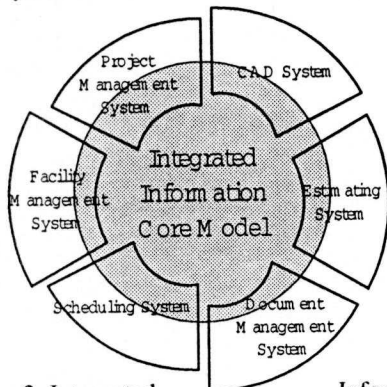 Project
Management
System
CAD System
Integrated
Information
Core Model
Facility
Management
System
Estimating
System
Scheduling System
Document
Management
System